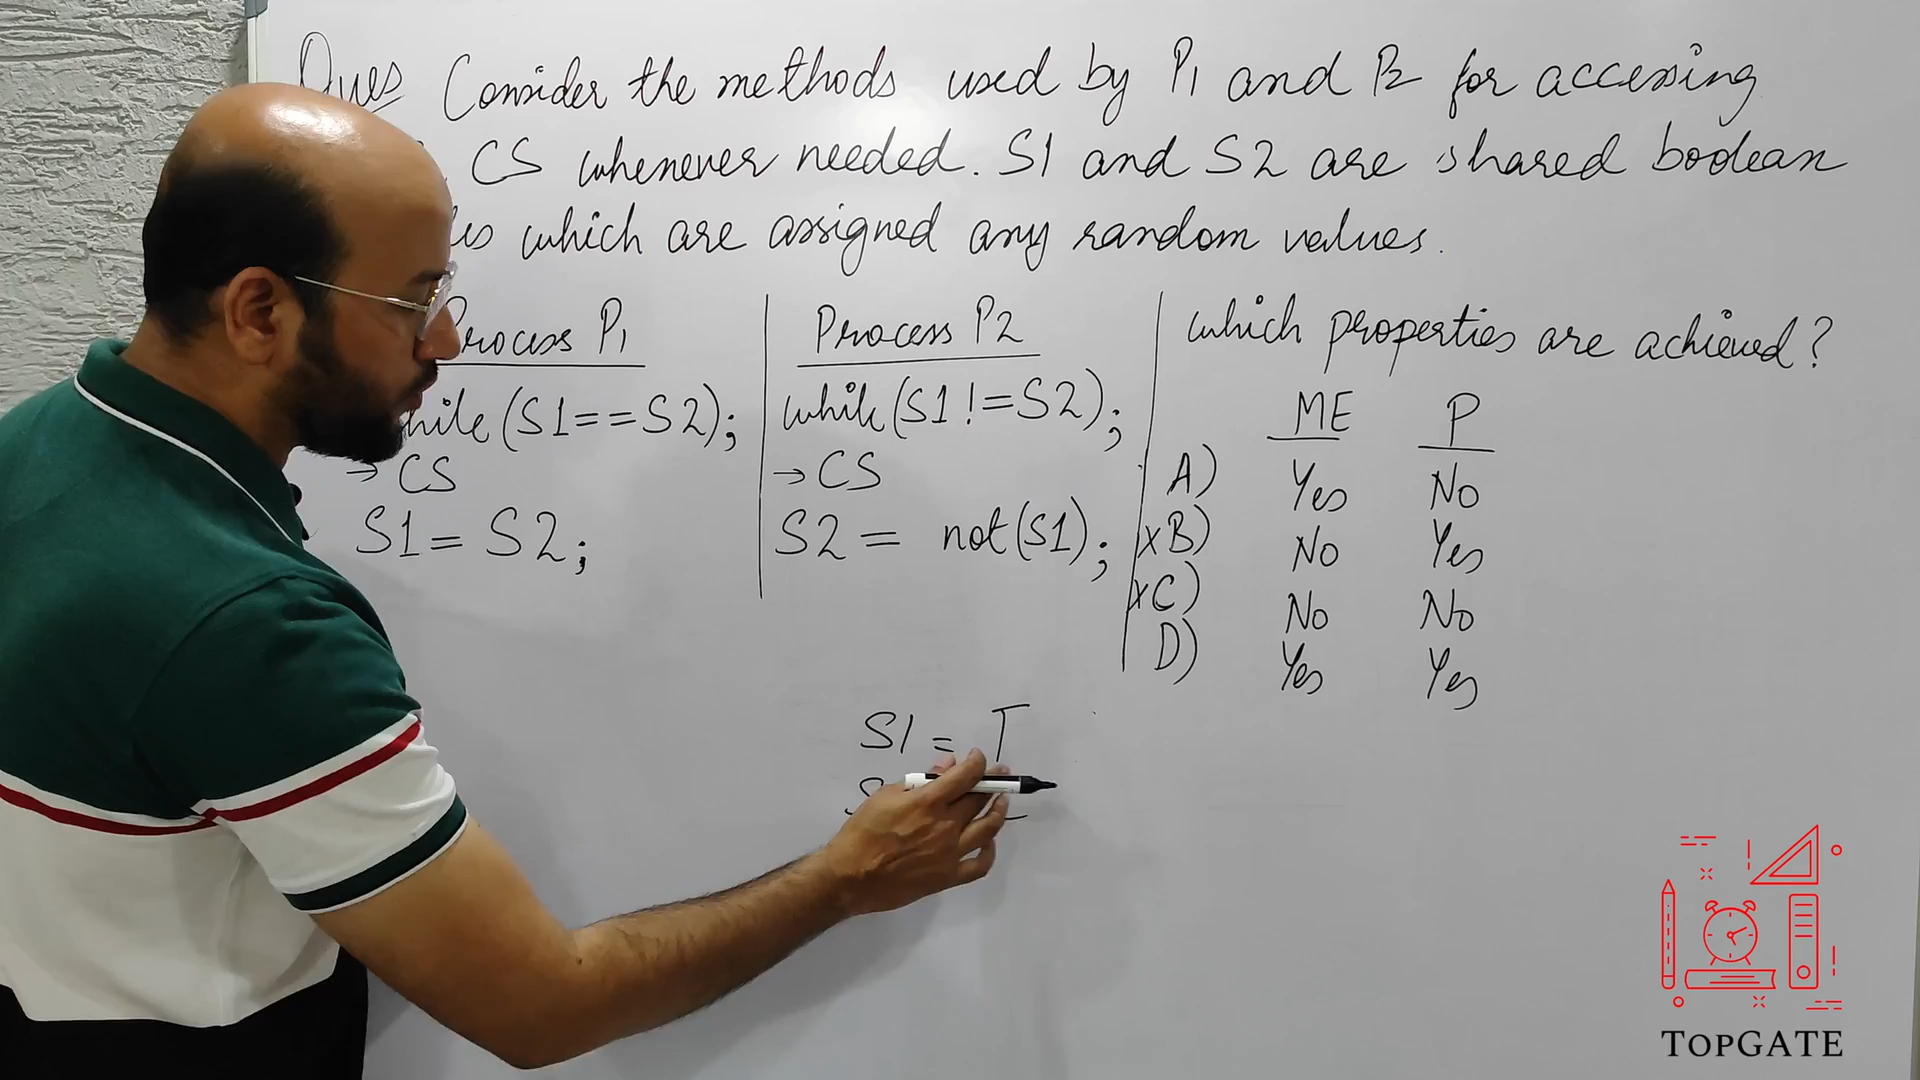 Ques Consider the methods used by P1 and P2 for accessing
CS whenever needed. S1 and S2 are shared boolean
which are assigned any random values.
Process P1
while(S1==S2);
→ CS
S1 = S2;
Process P2
while(S1!=S2);
→ CS
S2 = not(S1);
which properties are achieved?
ME P
A) Yes No
xB) No Yes
xC) No No
D) Yes Yes
S1 = T
TOPGATE